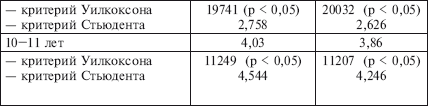 — критерий Уилкоксона 19741 (p < 0,05) 20032 (p < 0,05)
— критерий Стьюдента 2,758 2,626
10—11 лет 4,03 3,86
— критерий Уилкоксона 11249 (p < 0,05) 11207 (p < 0,05)
— критерий Стьюдента 4,544 4,246